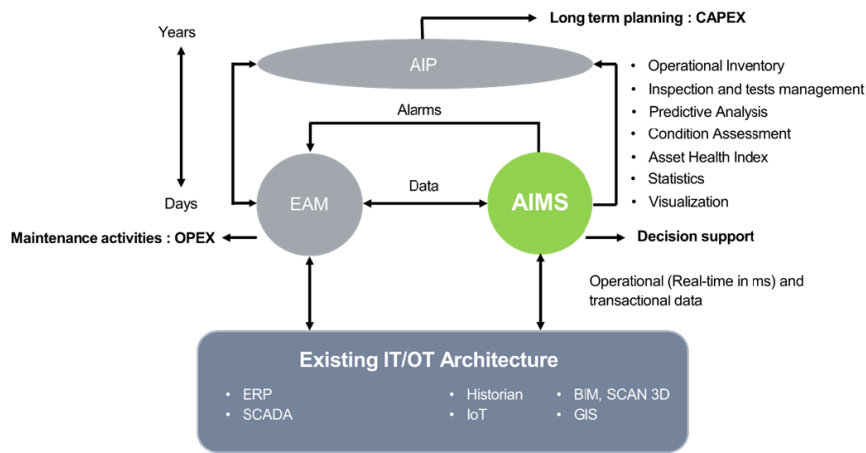 Long term planning : CAPEX
Years
AIP
• Operational Inventory
• Inspection and tests management
• Predictive Analysis
• Condition Assessment
• Asset Health Index
• Statistics
• Visualization
Alarms
Data
EAM
AIMS
Days
Maintenance activities : OPEX
Decision support
Operational (Real-time in ms) and
transactional data
Existing IT/OT Architecture
• ERP
• SCADA
• Historian
• IoT
• BIM, SCAN 3D
• GIS